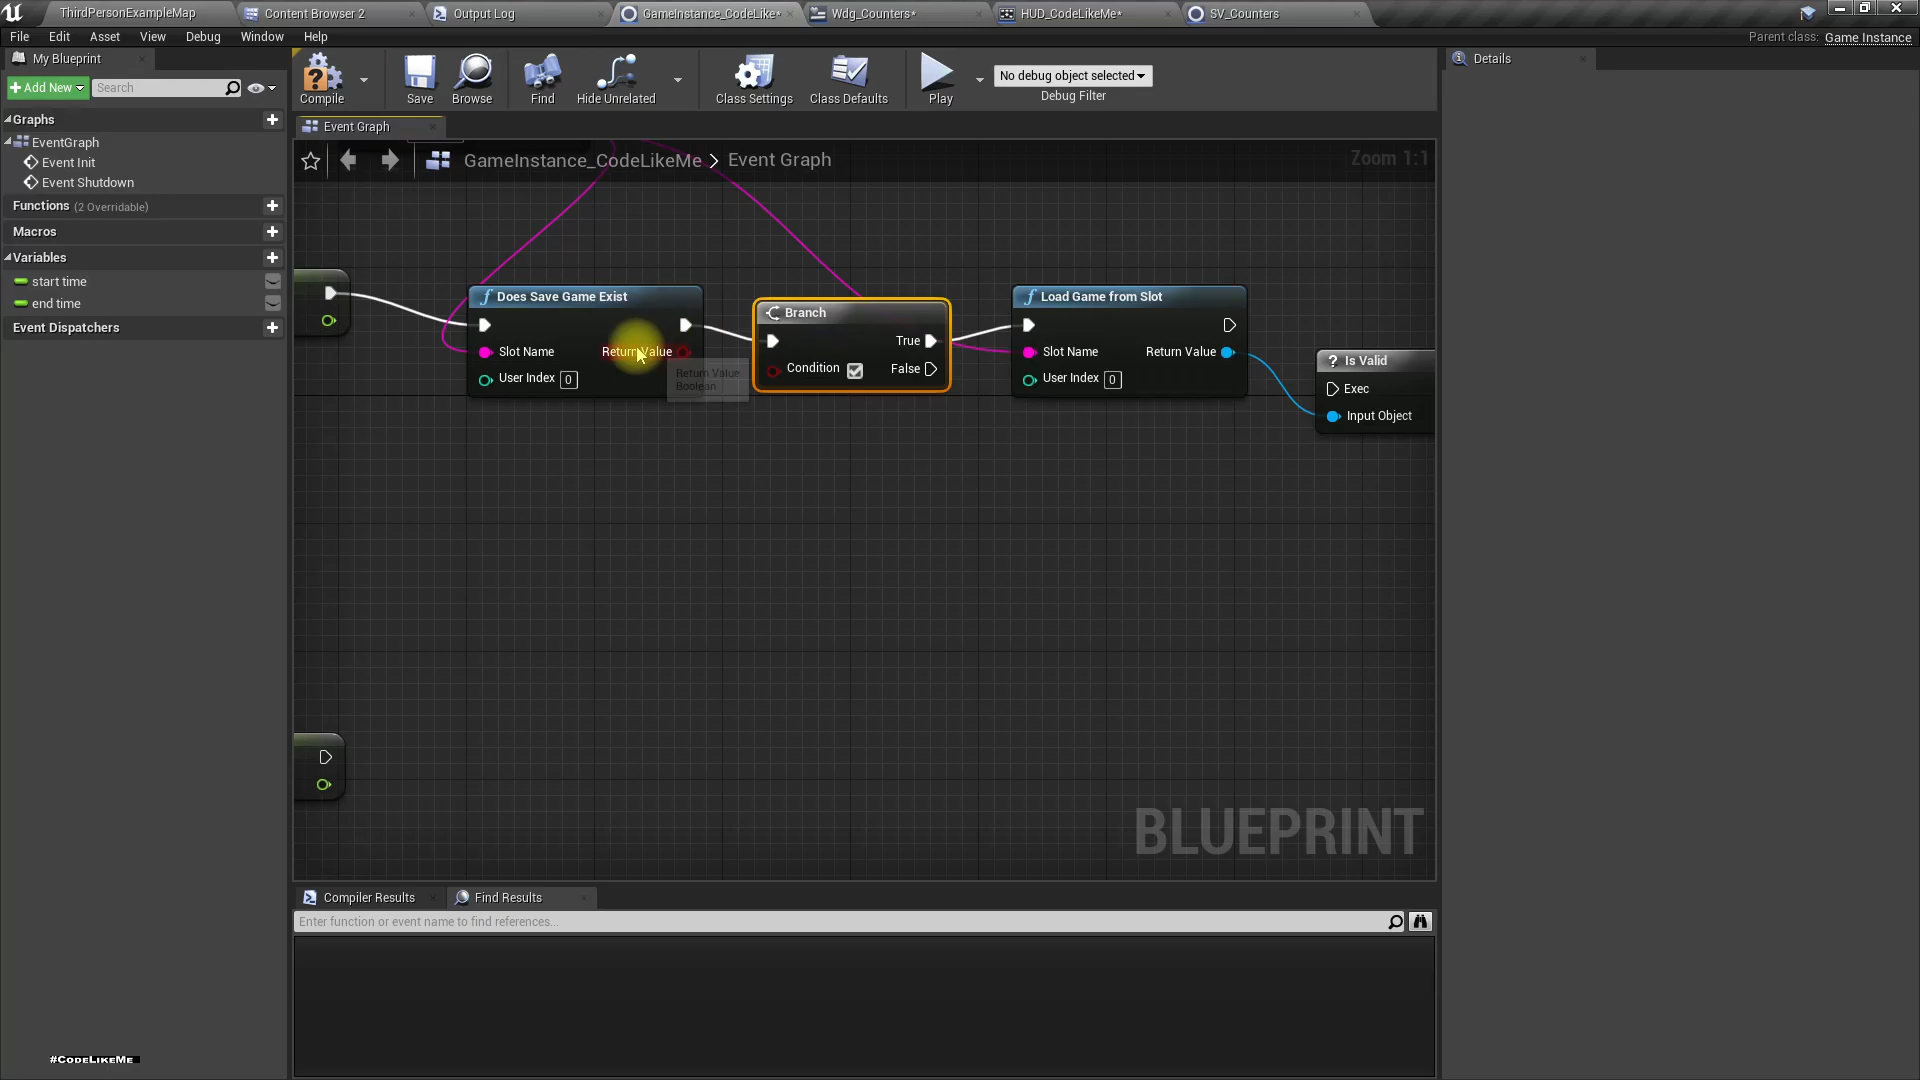 ThirdPersonExampleMap
Content Browser 2
Output Log
GameInstance_CodeLike*
Wdg_Counters*
HUD_CodeLikeMe*
SV_Counters
File
Edit
Asset
View
Debug
Window
Help
Parent class: Game Instance
My Blueprint
Add New
Search
Graphs
EventGraph
Event Init
Event Shutdown
Functions (2 Overridable)
Macros
Variables
start time
end time
Event Dispatchers
Compile
Save
Browse
Find
Hide Unrelated
Class Settings
Class Defaults
Play
No debug object selected
Debug Filter
Details
Event Graph
GameInstance_CodeLikeMe > Event Graph
Zoom 1:1
Does Save Game Exist
Slot Name
Return Value
User Index 0
Return Value
Boolean
Branch
True
Condition
False
Load Game from Slot
Slot Name
Return Value
User Index 0
? Is Valid
Exec
Input Object
BLUEPRINT
Compiler Results
Find Results
Enter function or event name to find references...
#CodeLikeMe